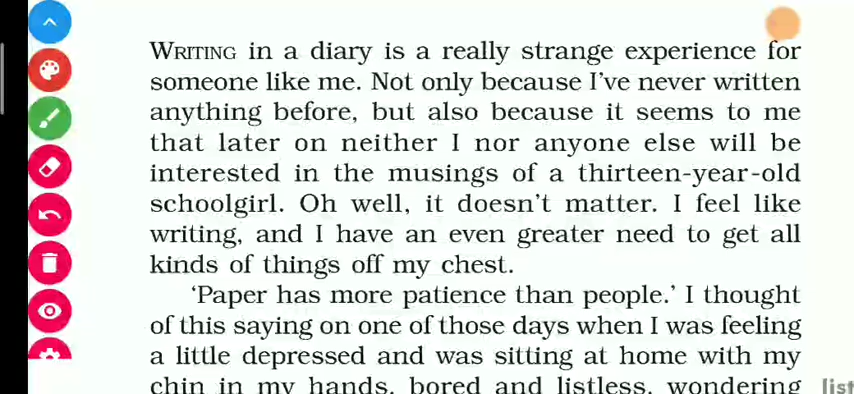 WRITING in a diary is a really strange experience for
someone like me. Not only because I've never written
anything before, but also because it seems to me
that later on neither I nor anyone else will be
interested in the musings of a thirteen-year-old
schoolgirl. Oh well, it doesn't matter. I feel like
writing, and I have an even greater need to get all
kinds of things off my chest.
‘Paper has more patience than people.’ I thought
of this saying on one of those days when I was feeling
a little depressed and was sitting at home with my
chin in my hands, bored and listless, wondering list